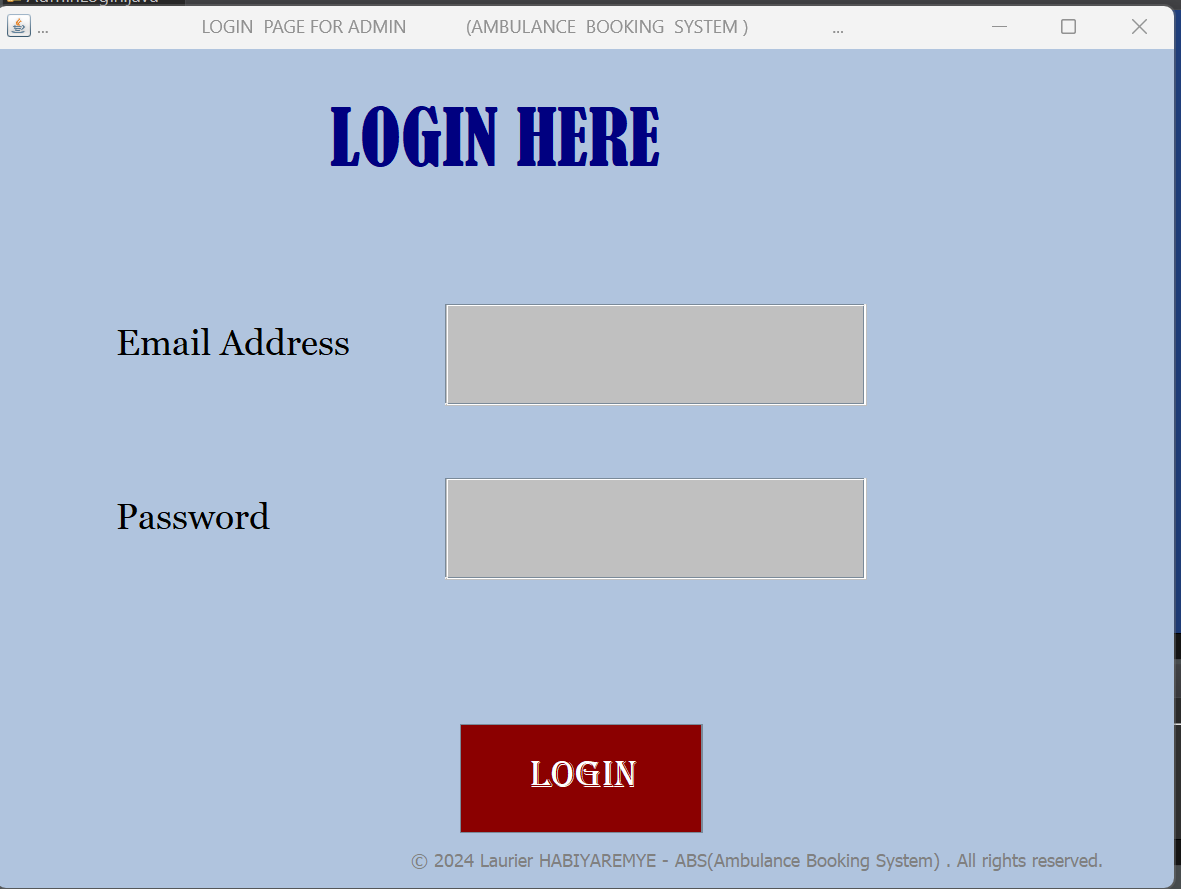 ... LOGIN PAGE FOR ADMIN (AMBULANCE BOOKING SYSTEM ) ...
LOGIN HERE
Email Address
Password
LOGIN
© 2024 Laurier HABIYAREMYE - ABS(Ambulance Booking System) . All rights reserved.